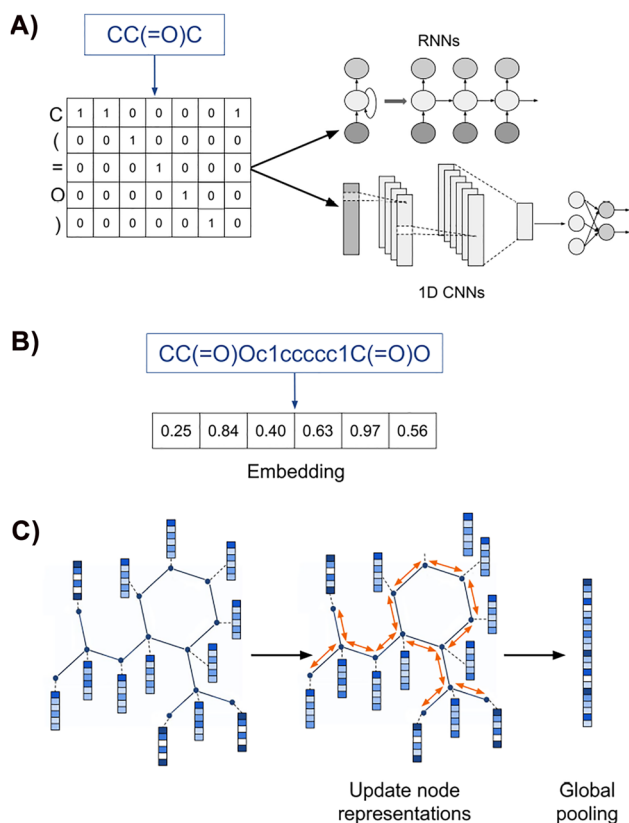 A)
CC(=O)C
RNNs
C 1 1 0 0 0 0 1
( 0 0 1 0 0 0 0
= 0 0 0 1 0 0 0
O 0 0 0 0 1 0 0
) 0 0 0 0 0 1 0
1D CNNs
B)
CC(=O)Oc1ccccc1C(=O)O
0.25 0.84 0.40 0.63 0.97 0.56
Embedding
C)
Update node
representations
Global
pooling